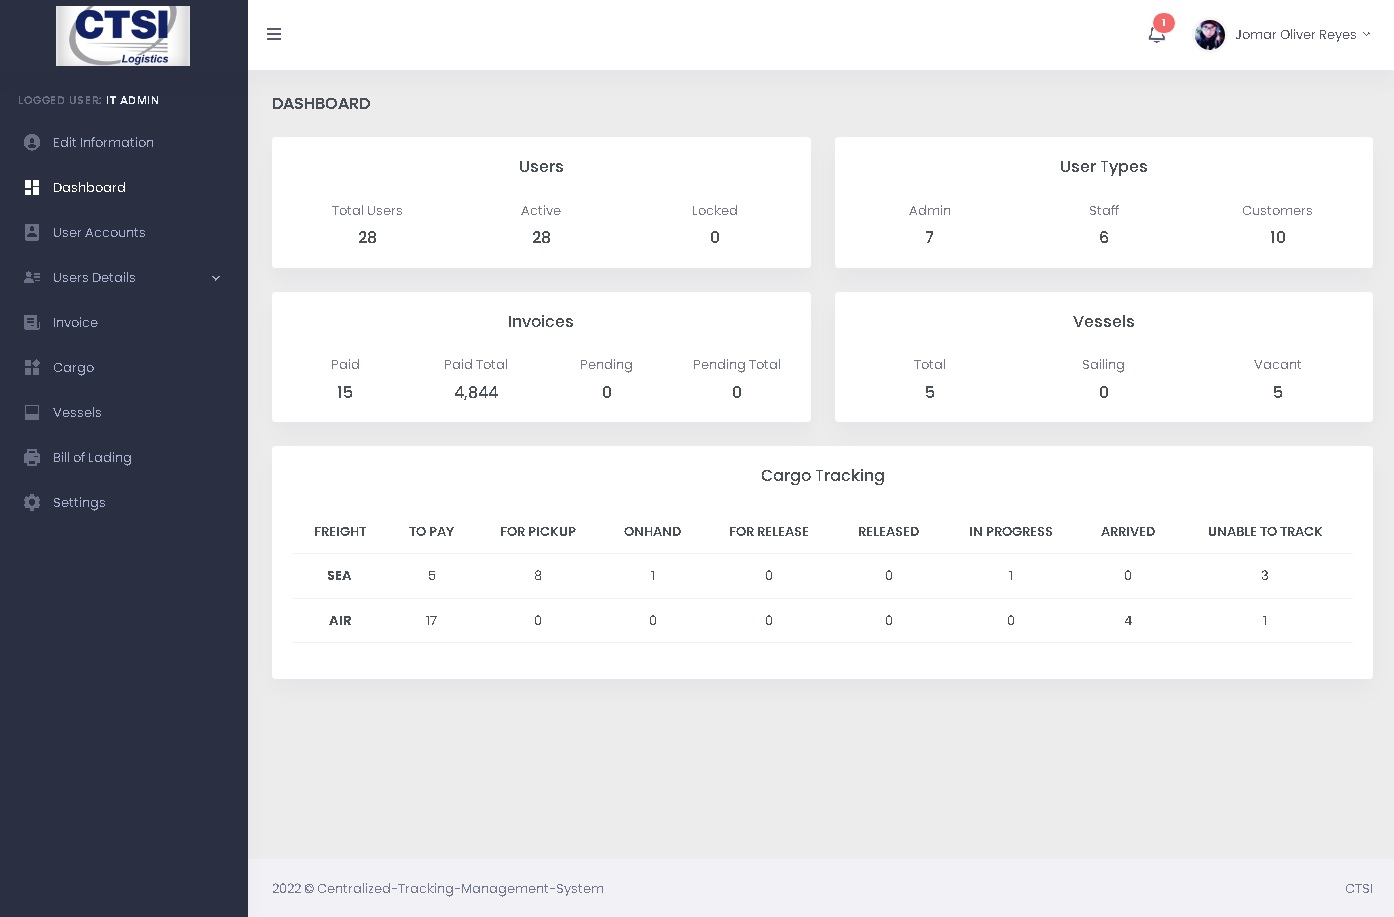 CTSI
Logistics
1
Jomar Oliver Reyes
LOGGED USER: IT ADMIN
Edit Information
Dashboard
User Accounts
Users Details
Invoice
Cargo
Vessels
Bill of Lading
Settings
DASHBOARD
Users
Total Users Active Locked
28 28 0
User Types
Admin Staff Customers
7 6 10
Invoices
Paid Paid Total Pending Pending Total
15 4,844 0 0
Vessels
Total Sailing Vacant
5 0 5
Cargo Tracking
FREIGHT TO PAY FOR PICKUP ONHAND FOR RELEASE RELEASED IN PROGRESS ARRIVED UNABLE TO TRACK
SEA 5 8 1 0 0 1 0 3
AIR 17 0 0 0 0 0 4 1
2022 © Centralized-Tracking-Management-System
CTSI